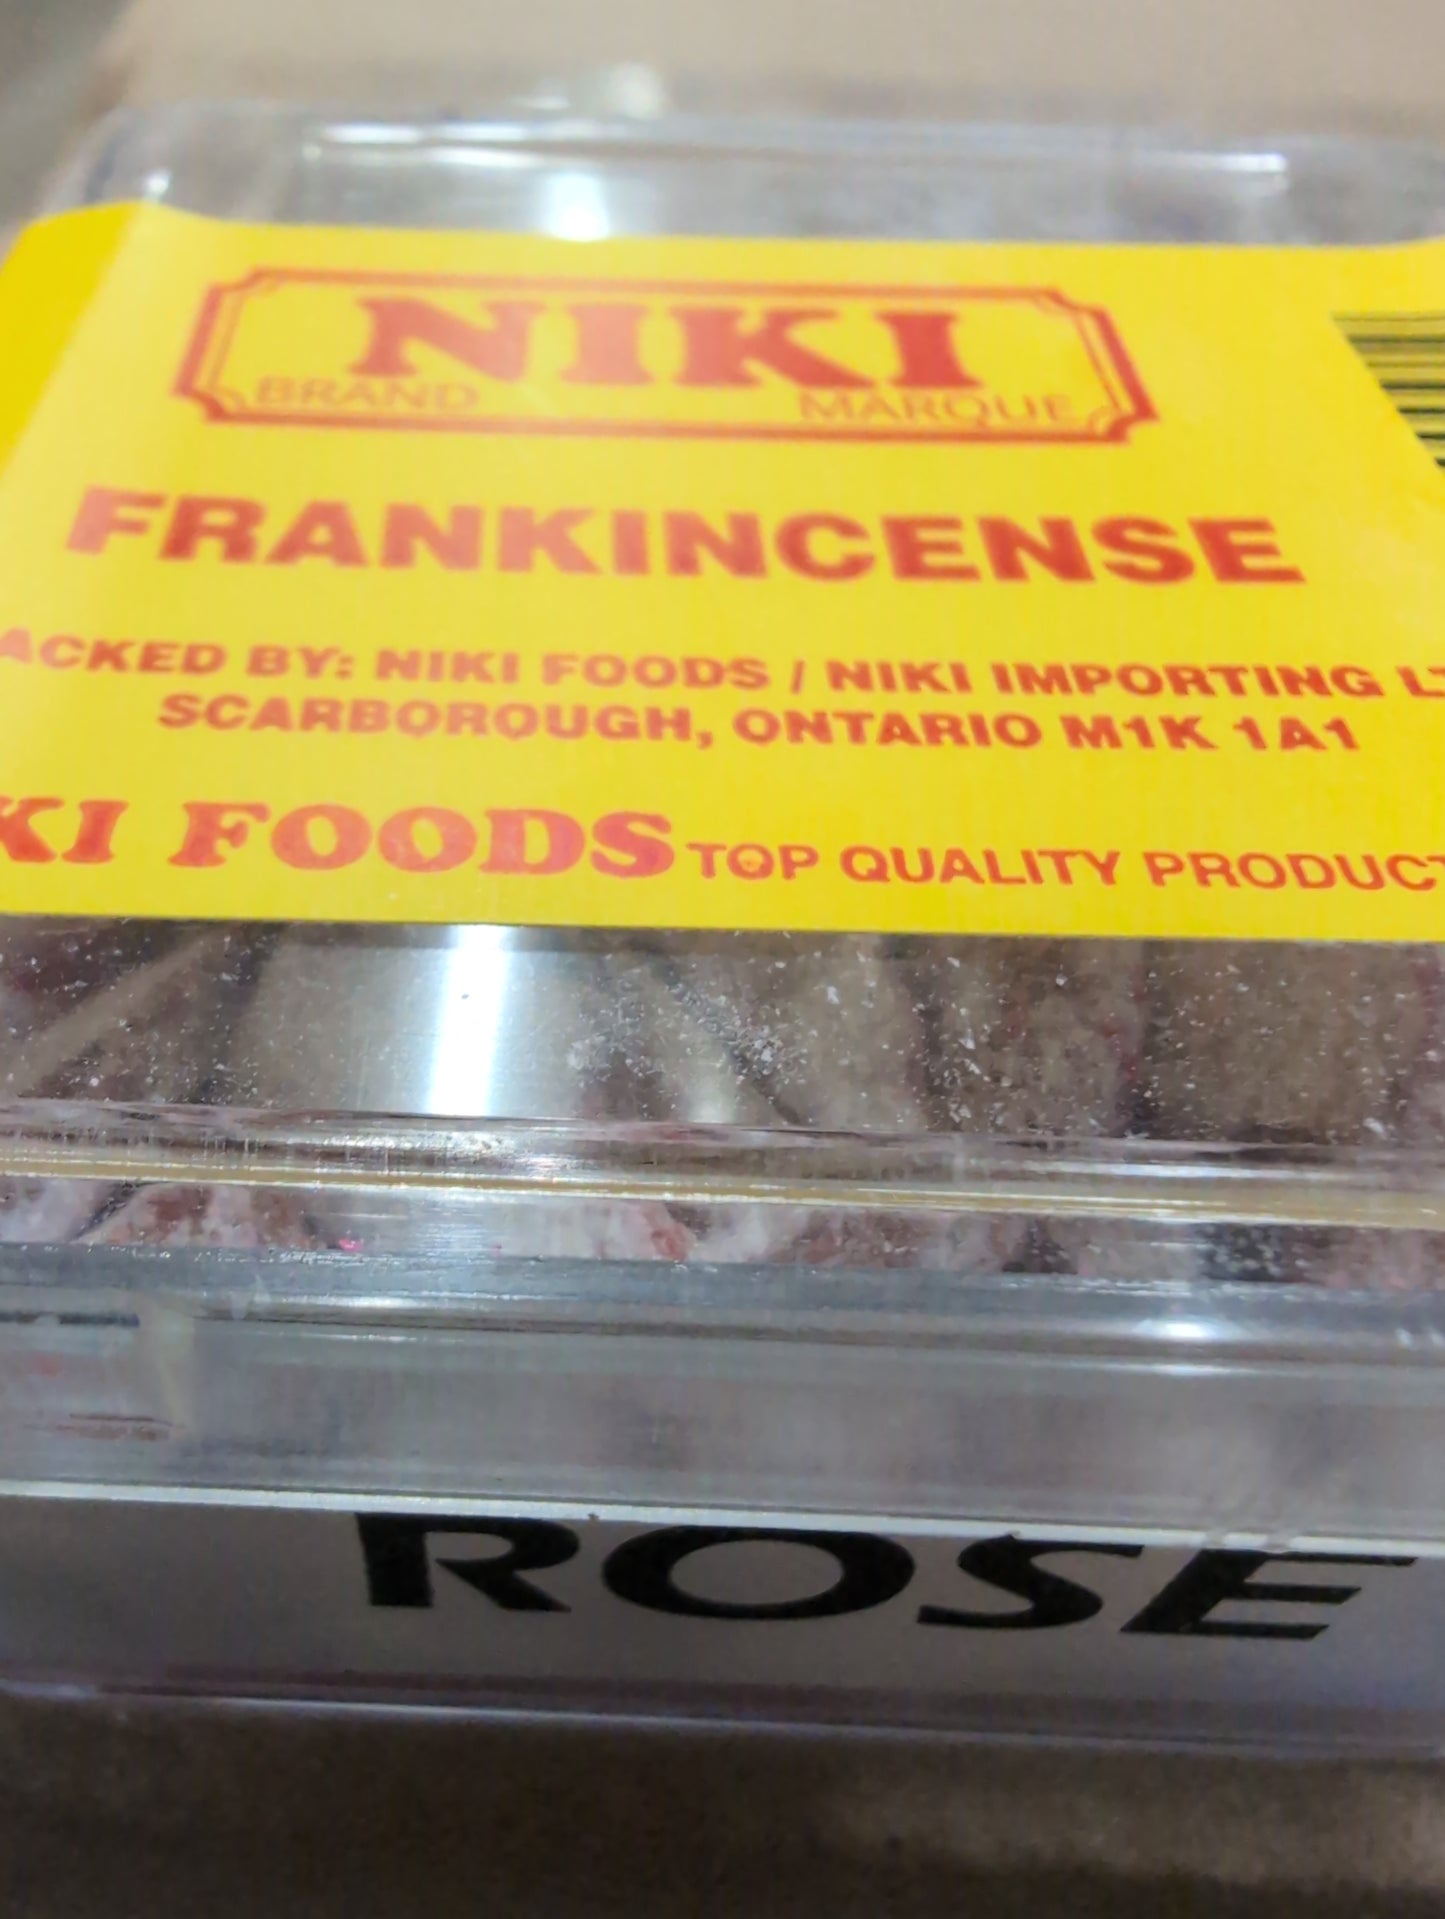 NIKI
BRAND MARQUE
FRANKINCENSE
ACKED BY: NIKI FOODS / NIKI IMPORTING LT
SCARBOROUGH, ONTARIO M1K 1A1
KI FOODS TOP QUALITY PRODUCT
ROSE